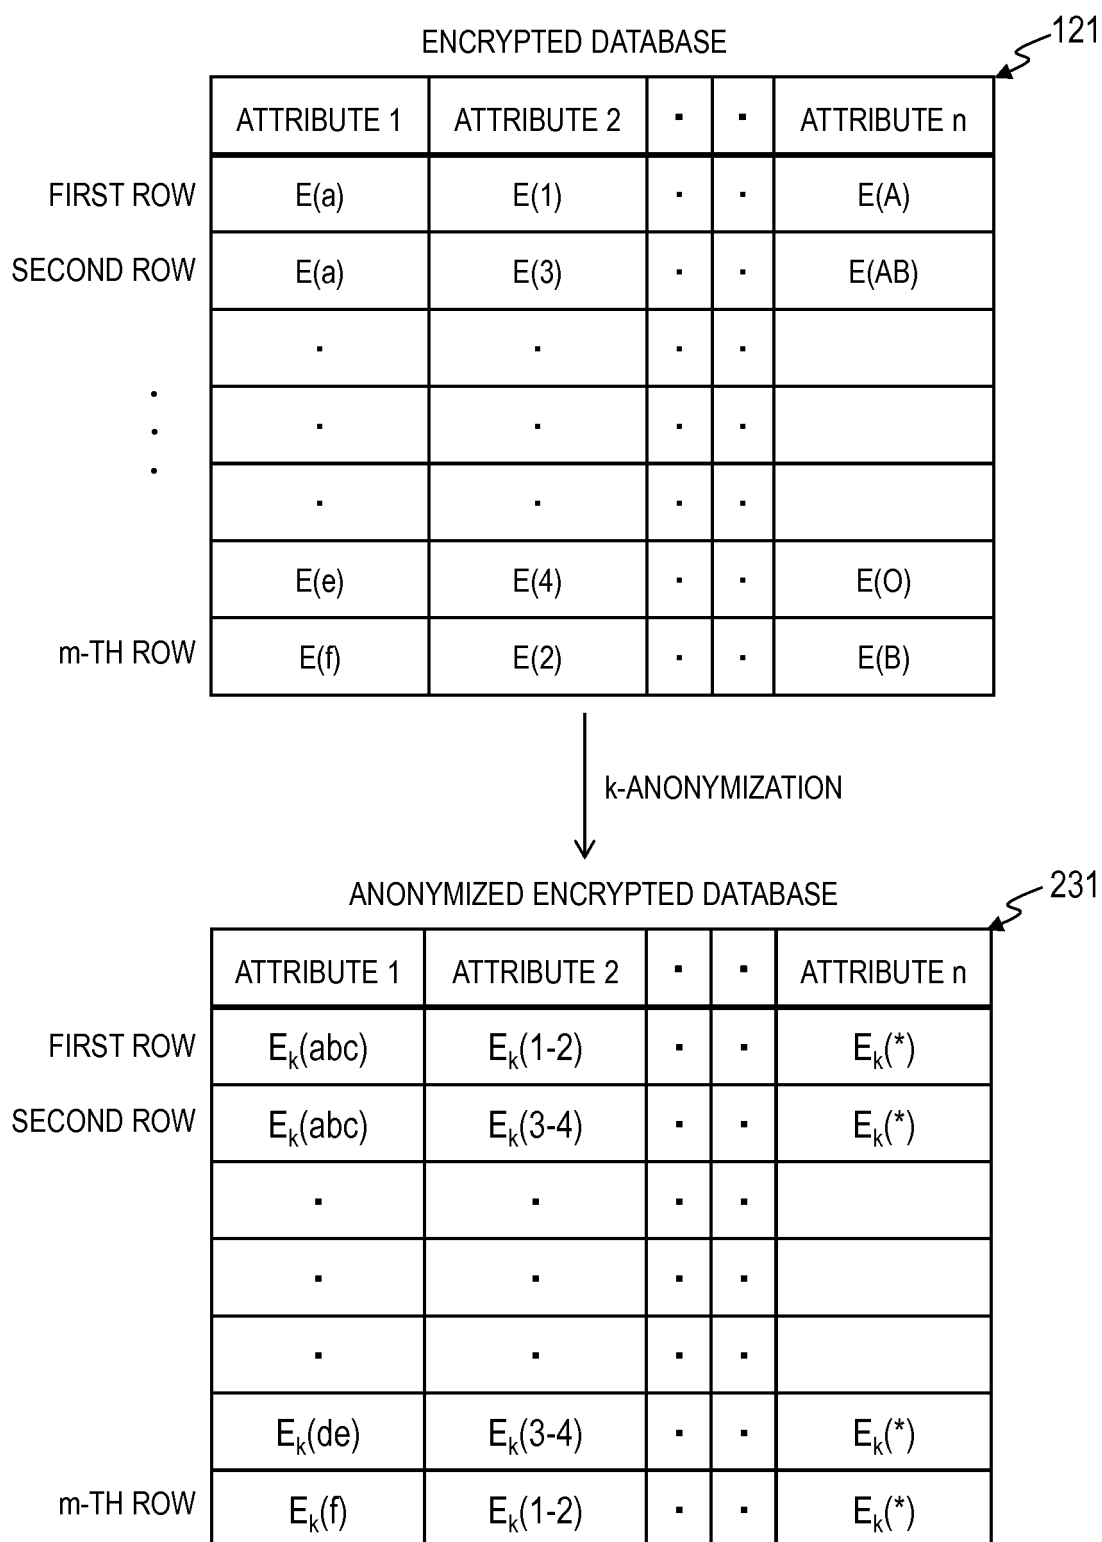 ENCRYPTED DATABASE
121
ATTRIBUTE 1 ATTRIBUTE 2 · · ATTRIBUTE n
FIRST ROW E(a) E(1) · · E(A)
SECOND ROW E(a) E(3) · · E(AB)
· · · ·
· · · · ·
· · · ·
E(e) E(4) · · E(O)
m-TH ROW E(f) E(2) · · E(B)
k-ANONYMIZATION
ANONYMIZED ENCRYPTED DATABASE
231
ATTRIBUTE 1 ATTRIBUTE 2 · · ATTRIBUTE n
FIRST ROW Eₖ(abc) Eₖ(1-2) · · Eₖ(*)
SECOND ROW Eₖ(abc) Eₖ(3-4) · · Eₖ(*)
· · · ·
· · · ·
· · · ·
Eₖ(de) Eₖ(3-4) · · Eₖ(*)
m-TH ROW Eₖ(f) Eₖ(1-2) · · Eₖ(*)